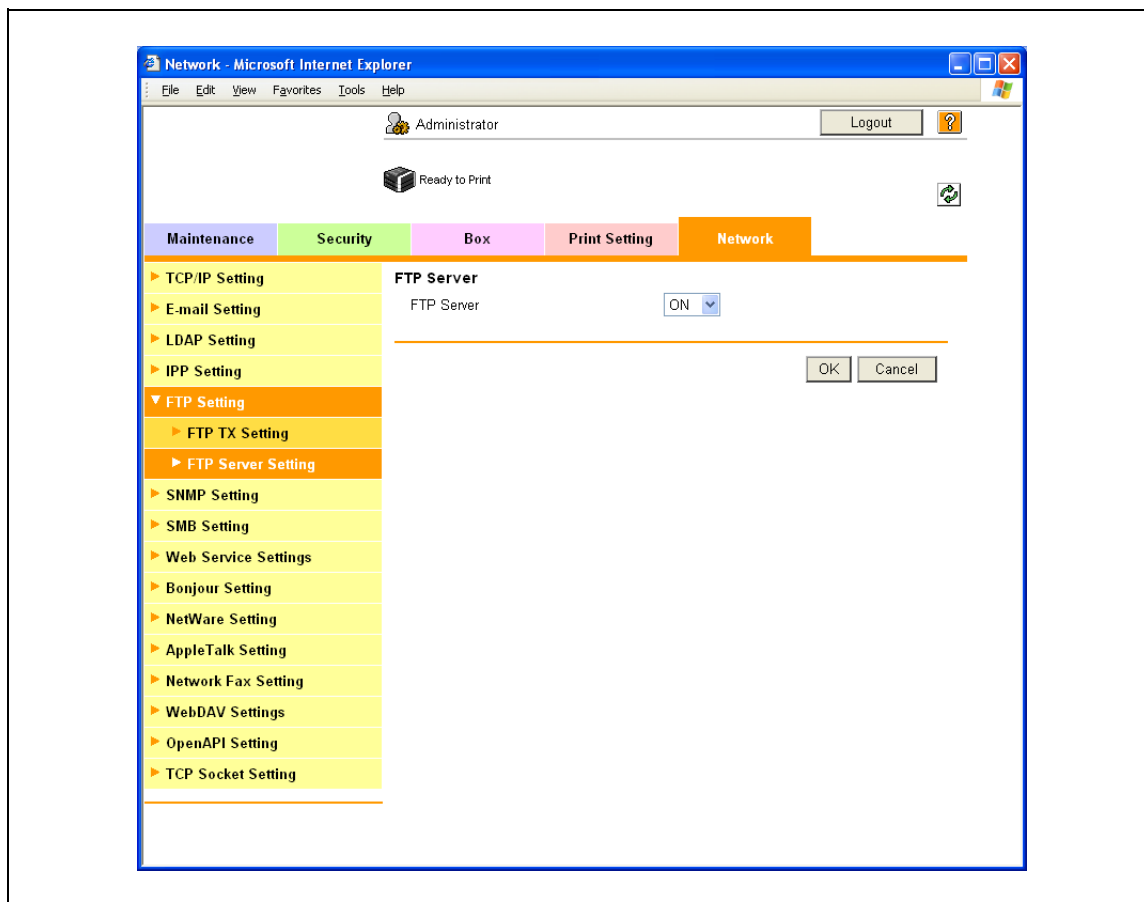 Network - Microsoft Internet Explorer
File Edit View Favorites Tools Help
Administrator
Logout
?
Ready to Print
Maintenance Security Box Print Setting Network
TCP/IP Setting
E-mail Setting
LDAP Setting
IPP Setting
FTP Setting
FTP TX Setting
FTP Server Setting
SNMP Setting
SMB Setting
Web Service Settings
Bonjour Setting
NetWare Setting
AppleTalk Setting
Network Fax Setting
WebDAV Settings
OpenAPI Setting
TCP Socket Setting
FTP Server
FTP Server ON
OK Cancel